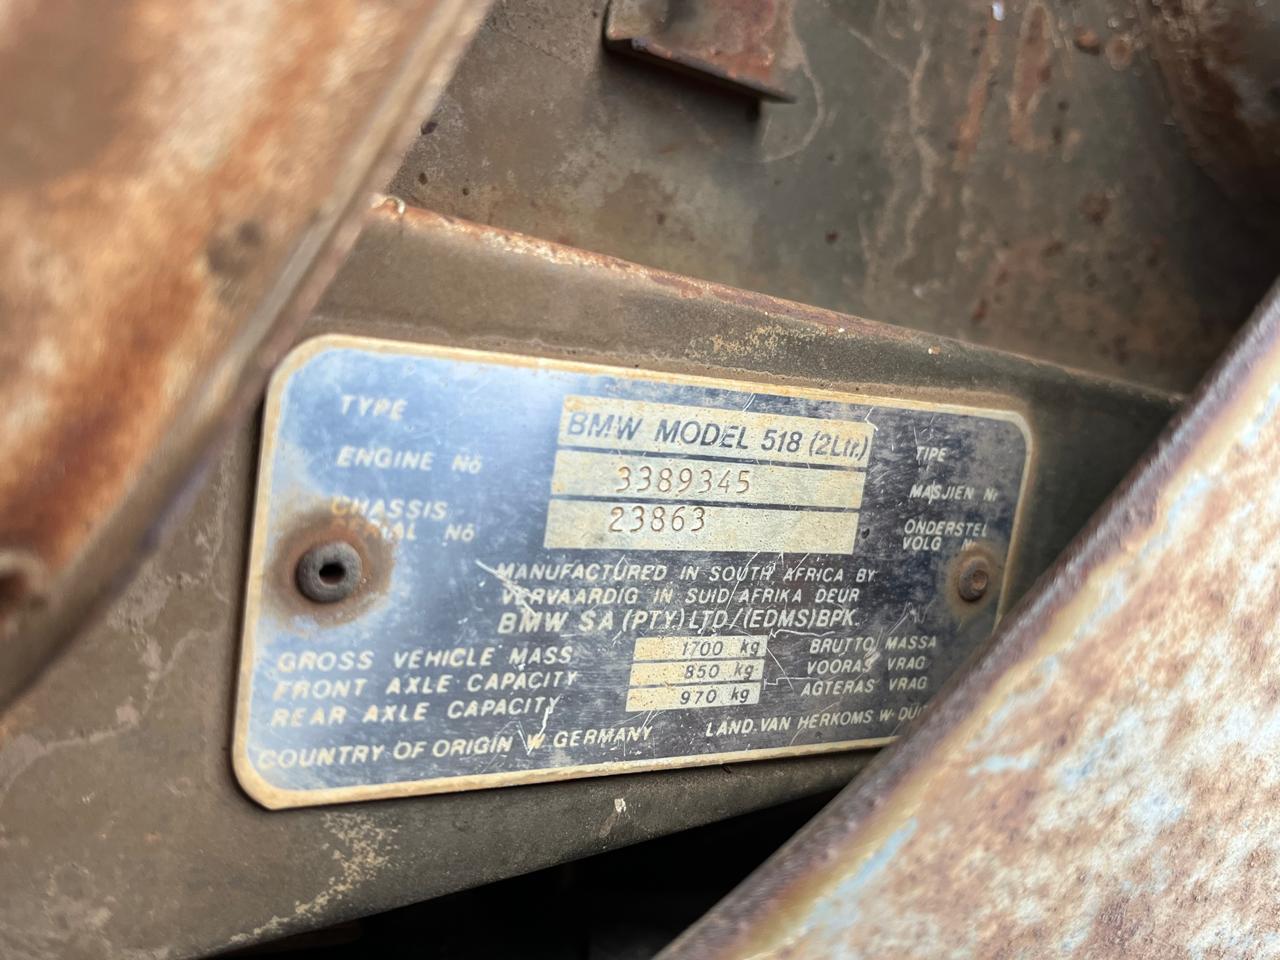 TYPE BMW MODEL 518 (2Ltr.) TIPE
ENGINE No 3389345 MASJIEN Nr
CHASSIS SERIAL No 23863 ONDERSTEL VOLG
MANUFACTURED IN SOUTH AFRICA BY
VERVAARDIG IN SUID AFRIKA DEUR
BMW SA (PTY) LTD/(EDMS) BPK.
GROSS VEHICLE MASS 1700 kg BRUTTO MASSA
FRONT AXLE CAPACITY 850 kg VOORAS VRAG
REAR AXLE CAPACITY 970 kg AGTERAS VRAG
COUNTRY OF ORIGIN W. GERMANY LAND VAN HERKOMS W.